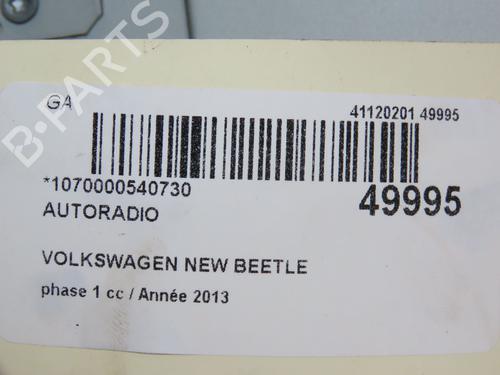 GA
41120201 49995
*1070000540730
49995
AUTORADIO
VOLKSWAGEN NEW BEETLE
phase 1 cc / Année 2013
B-PARTS